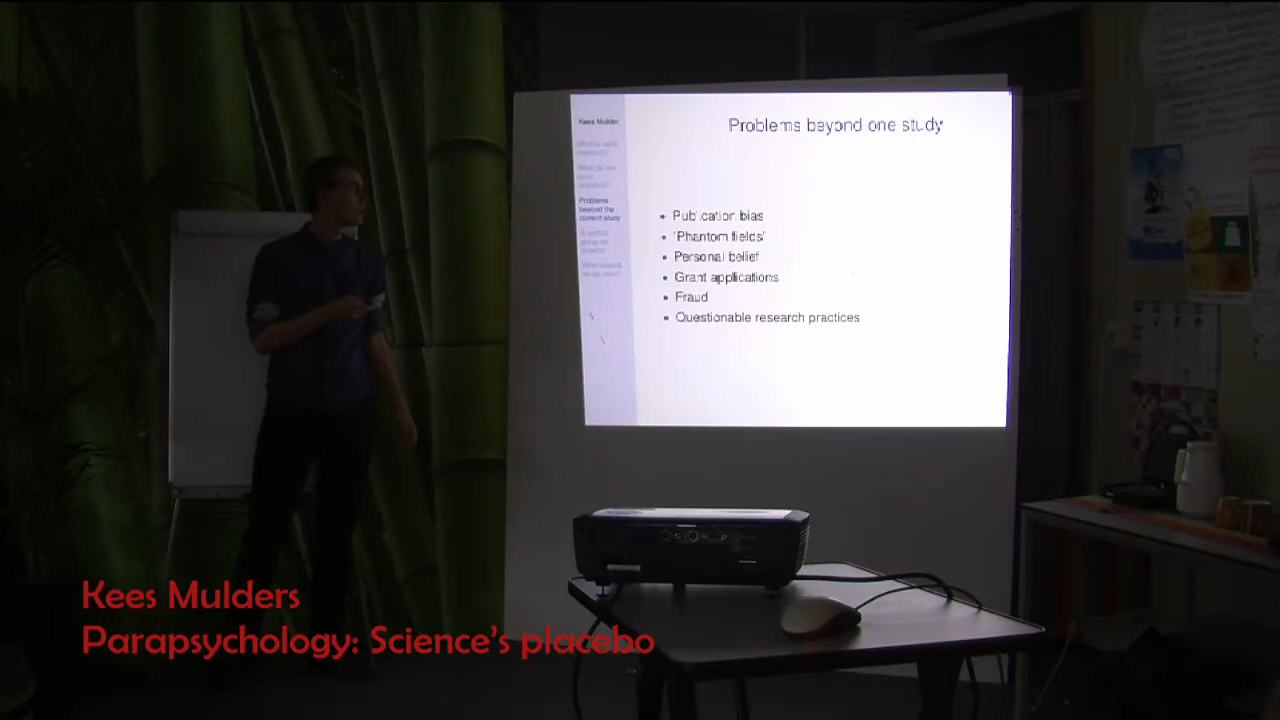 Kees Mulder
Problems
beyond the
current study
Problems beyond one study
• Publication bias
• 'Phantom fields'
• Personal belief
• Grant applications
• Fraud
• Questionable research practices
Kees Mulders
Parapsychology: Science's placebo